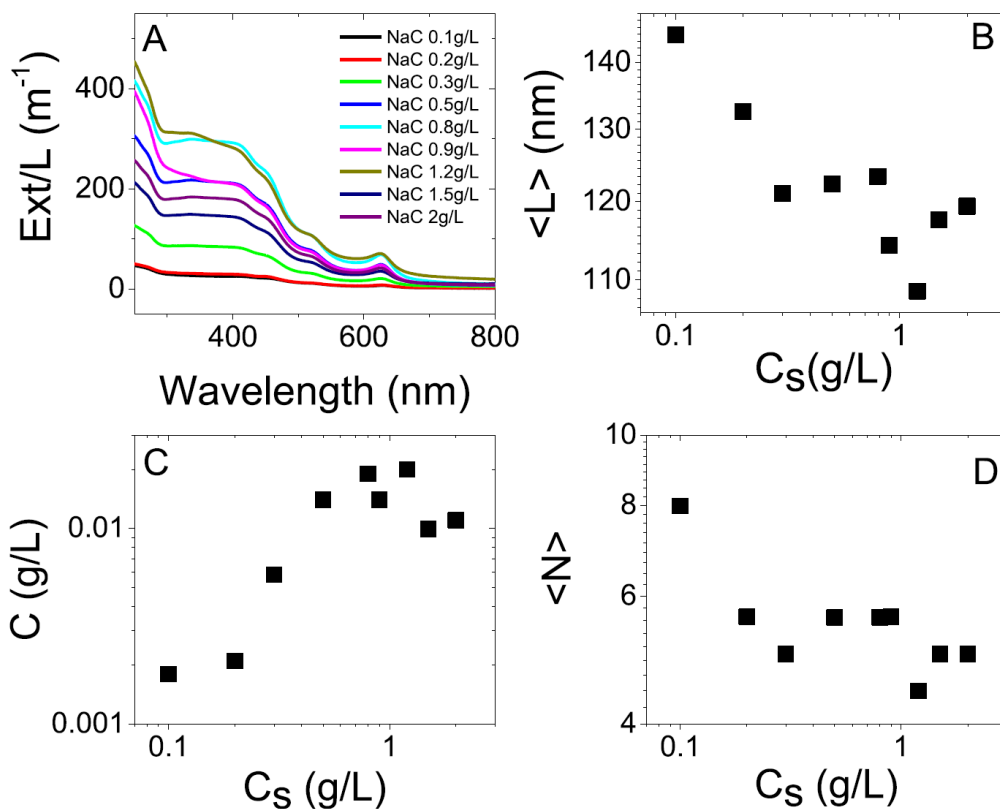 A
NaC 0.1g/L
NaC 0.2g/L
NaC 0.3g/L
NaC 0.5g/L
NaC 0.8g/L
NaC 0.9g/L
NaC 1.2g/L
NaC 1.5g/L
NaC 2g/L
Ext/L (m⁻¹)
400
200
0
400 600 800
Wavelength (nm)
B
<L> (nm)
140
130
120
110
0.1 1
Cs(g/L)
C
C (g/L)
0.01
0.001
0.1 1
Cs (g/L)
D
<N>
10
8
6
4
0.1 1
Cs (g/L)